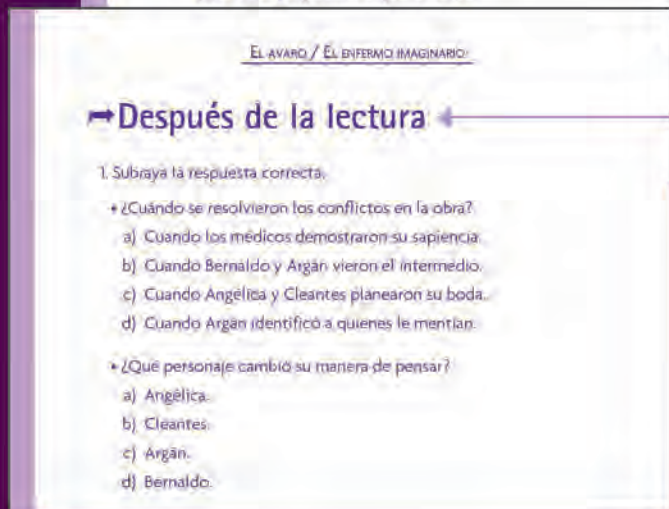 EL AVARO / EL ENFERMO IMAGINARIO
Después de la lectura
1. Subraya la respuesta correcta.
• ¿Cuándo se resolvieron los conflictos en la obra?
a) Cuando los médicos demostraron su sapiencia.
b) Cuando Bernaldo y Argán vieron el intermedio.
c) Cuando Angélica y Cleantes planearon su boda.
d) Cuando Argán identificó a quienes le mentían.
• ¿Qué personaje cambió su manera de pensar?
a) Angélica.
b) Cleantes.
c) Argán.
d) Bernaldo.